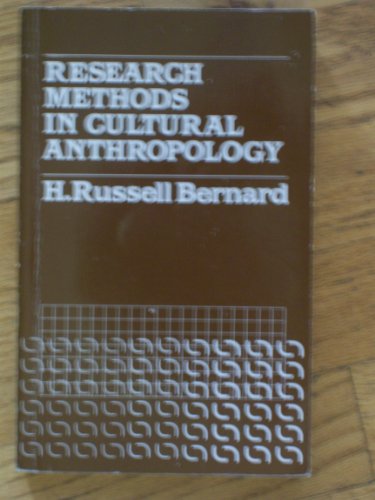 RESEARCH
METHODS
IN CULTURAL
ANTHROPOLOGY
H.Russell Bernard